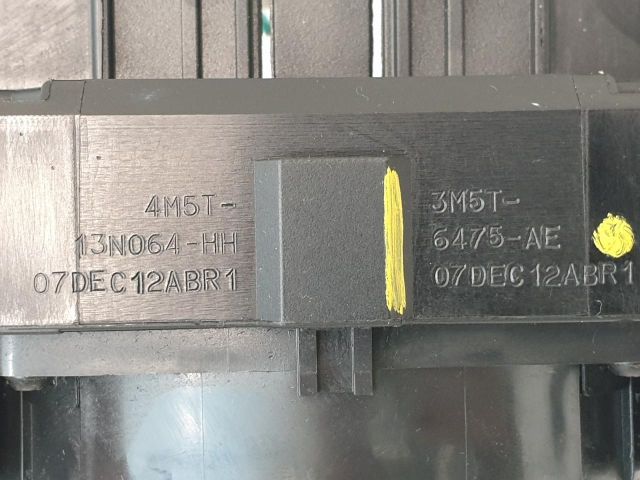 4M5T-
13N064-HH
07DEC12ABR1
3M5T-
6475-AE
07DEC12ABR1